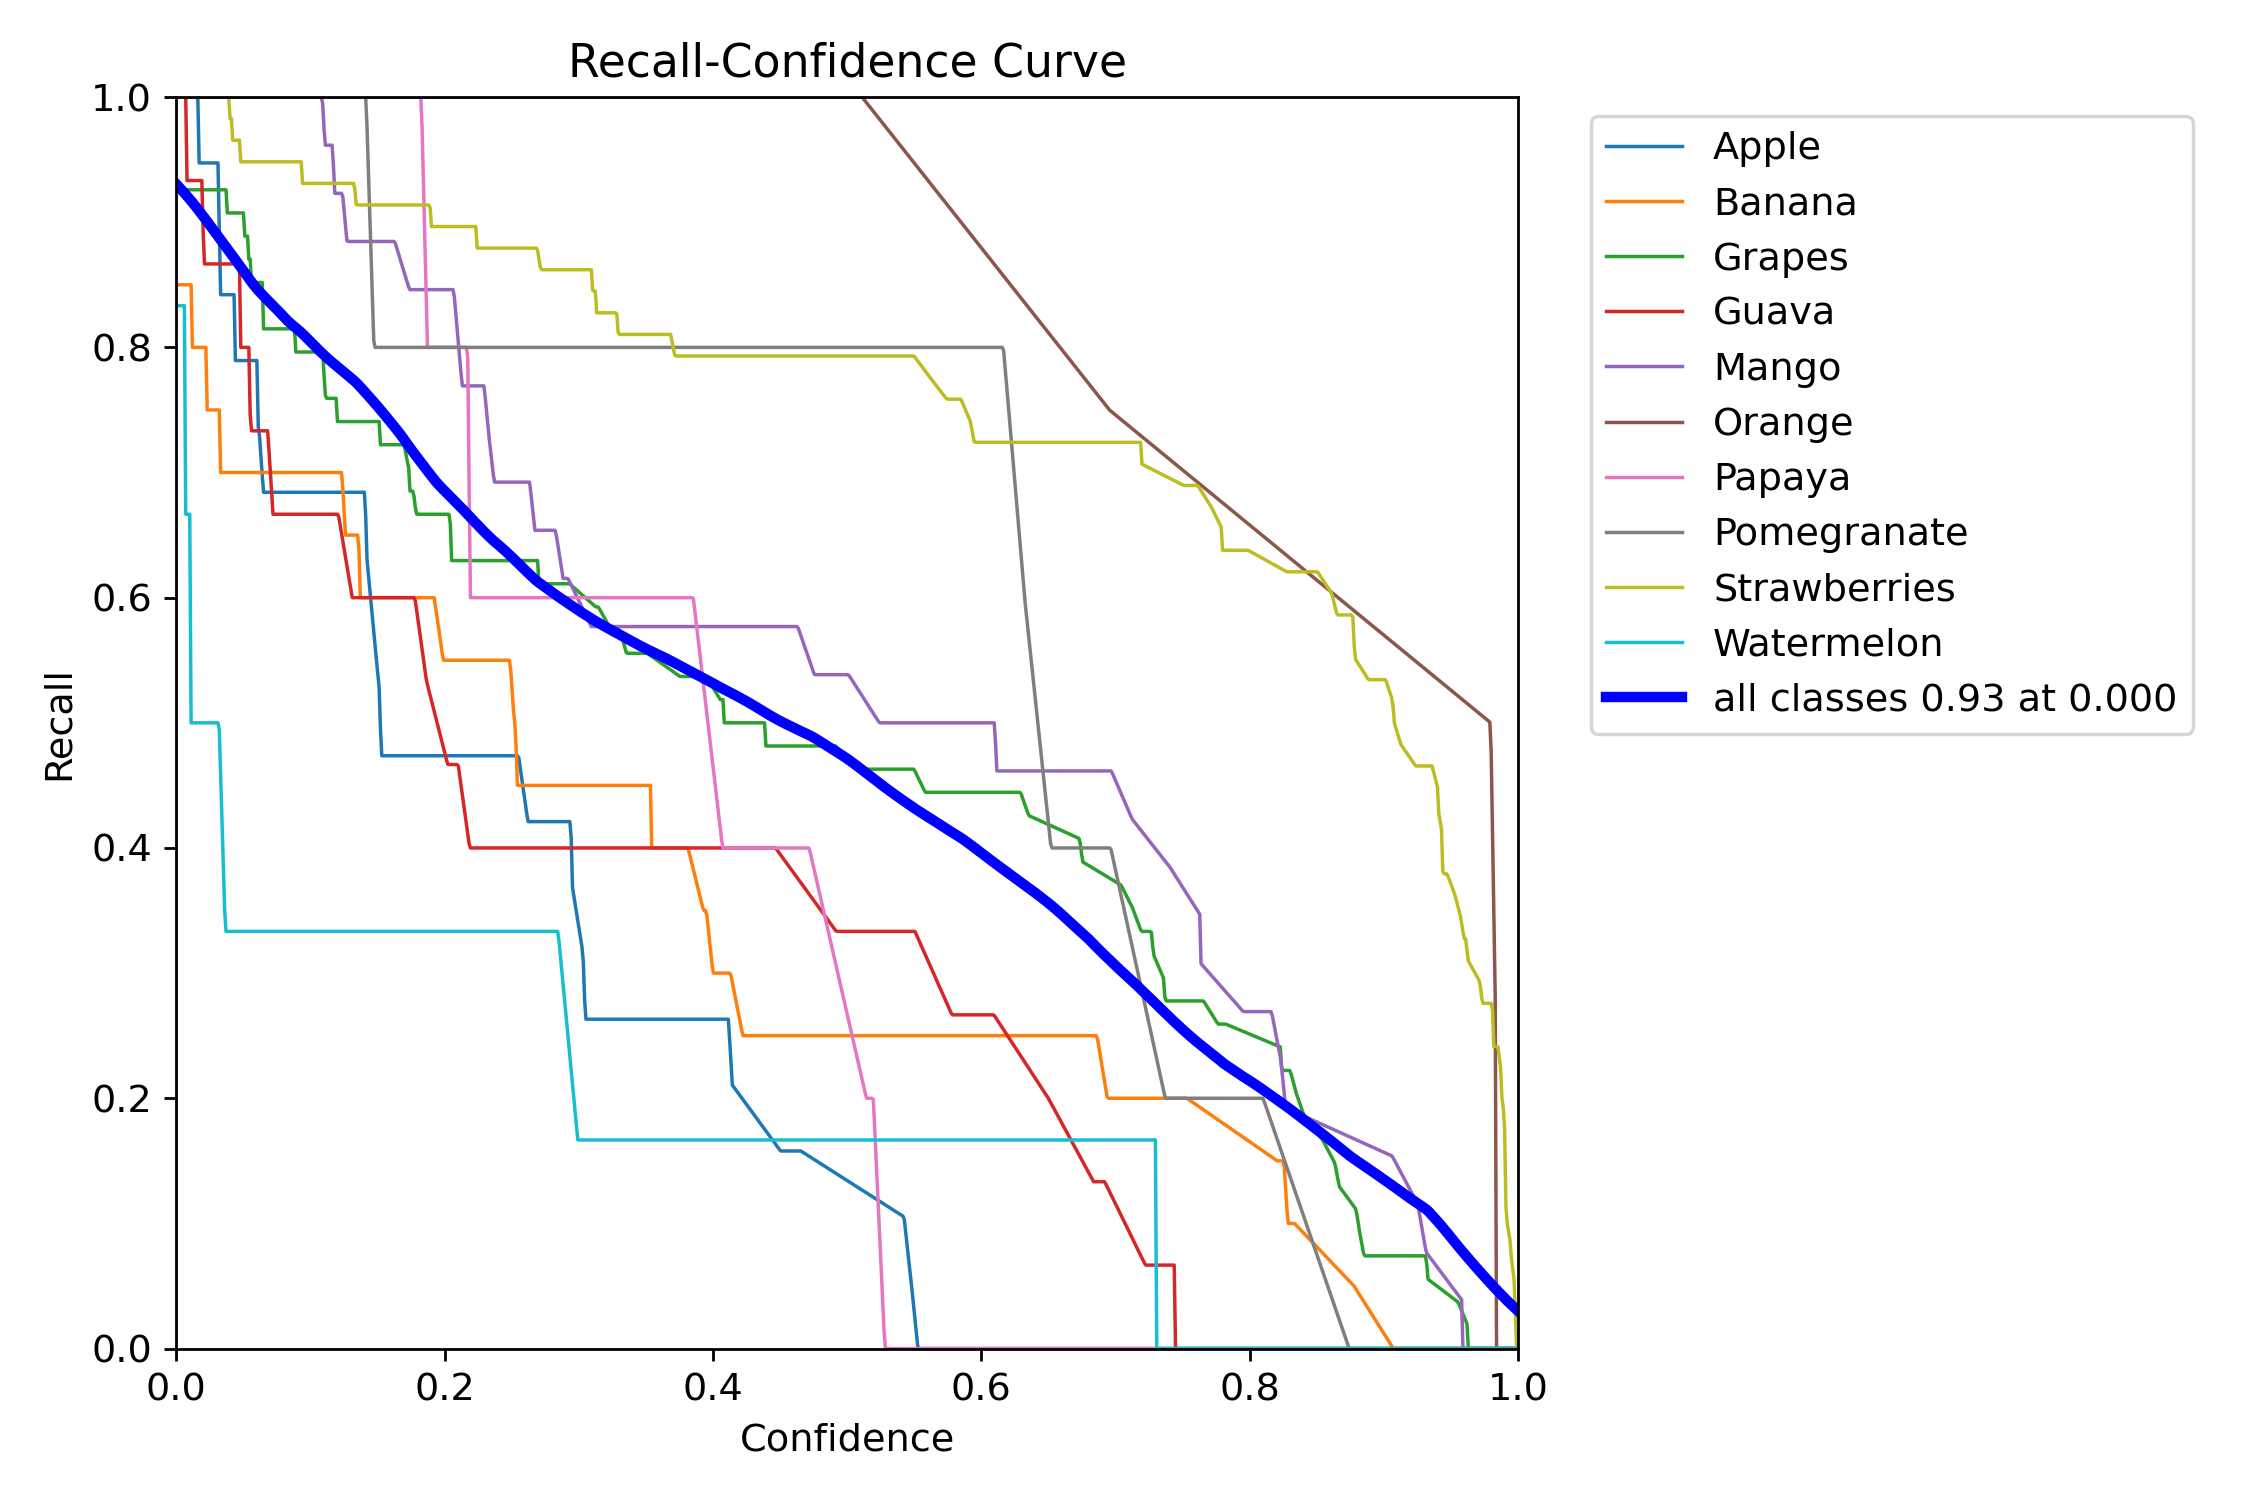 Recall-Confidence Curve
1.0
0.8
0.6
0.4
0.2
0.0
Recall
0.0 0.2 0.4 0.6 0.8 1.0
Confidence
Apple
Banana
Grapes
Guava
Mango
Orange
Papaya
Pomegranate
Strawberries
Watermelon
all classes 0.93 at 0.000